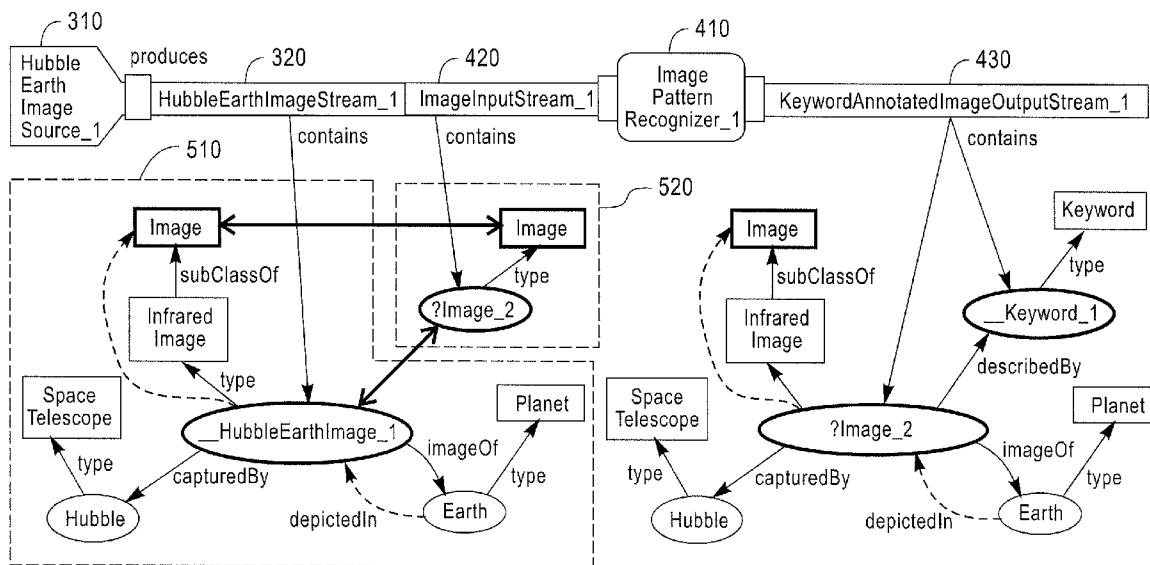 310
Hubble
Earth
Image
Source_1
produces
320
HubbleEarthImageStream_1
420
ImageInputStream_1
410
Image
Pattern
Recognizer_1
430
KeywordAnnotatedImageOutputStream_1
contains
contains
contains
510
520
Image
Image
subClassOf
type
?Image_2
Infrared
Image
type
Space
Telescope
__HubbleEarthImage_1
Planet
imageOf
type
type
capturedBy
Hubble
depictedIn
Earth
Image
Keyword
subClassOf
type
Infrared
Image
__Keyword_1
describedBy
Space
Telescope
?Image_2
Planet
imageOf
type
type
capturedBy
Hubble
depictedIn
Earth